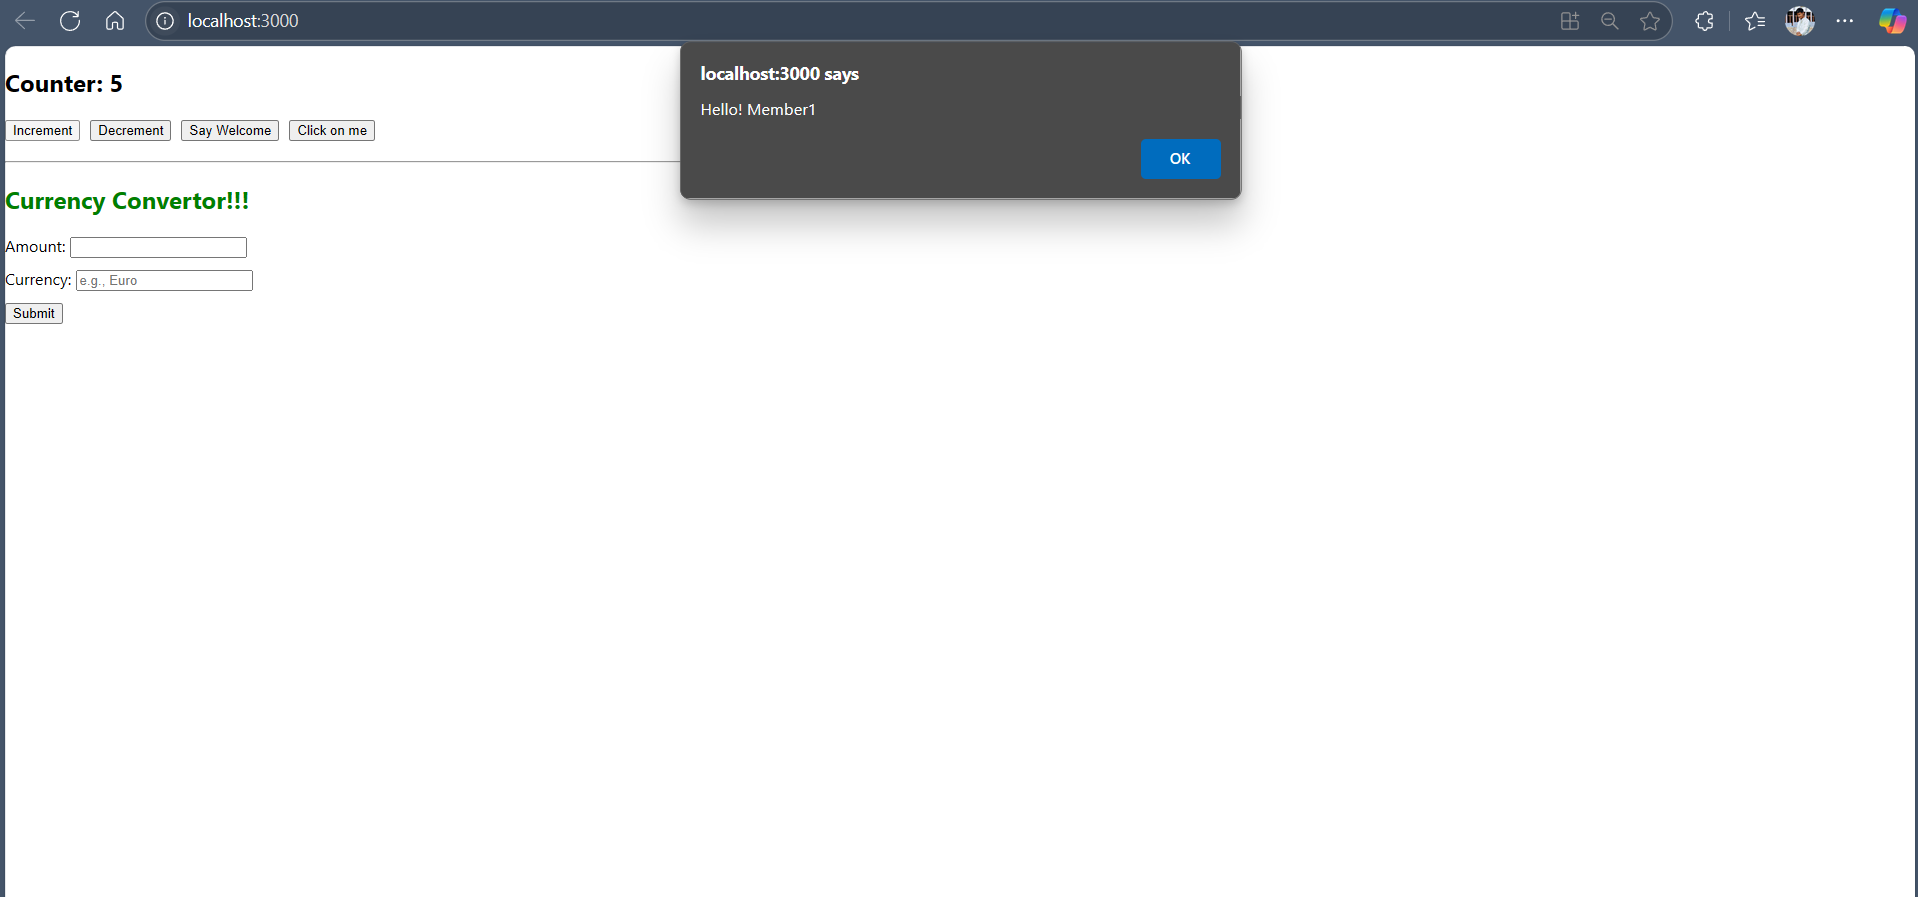 localhost:3000
localhost:3000 says
Hello! Member1
OK
Counter: 5
Increment Decrement Say Welcome Click on me
Currency Convertor!!!
Amount:
Currency: e.g., Euro
Submit